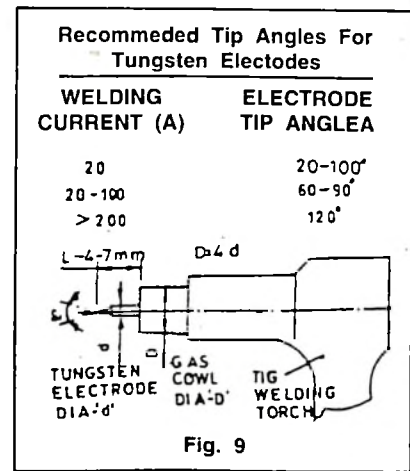 Recommeded Tip Angles For
Tungsten Electodes
WELDING CURRENT (A)
ELECTRODE TIP ANGLEA
20 20-100°
20-100 60-90°
>200 120°
L-4-7mm D=4 d
d D
TUNGSTEN ELECTRODE DIA-'d'
GAS COWL DIA-'D'
TIG WELDING TORCH
Fig. 9